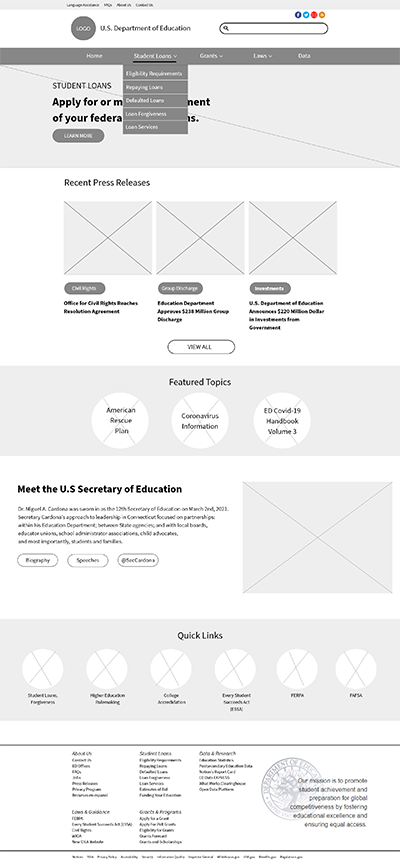 Language Assistance FAQs About Us Contact Us
LOGO
U.S. Department of Education
Home Student Loans Grants Laws Data
Eligibility Requirements
Repaying Loans
Defaulted Loans
Loan Forgiveness
Loan Services
STUDENT LOANS
Apply for or m
ment
of your federa
ns.
LEARN MORE
Recent Press Releases
Civil Rights
Group Discharge
Investments
Office for Civil Rights Reaches
Resolution Agreement
Education Department
Approves $238 Million Group
Discharge
U.S. Department of Education
Announces $220 Million Dollar
in Investments from
Government
VIEW ALL
Featured Topics
American
Rescue
Plan
Coronavirus
Information
ED Covid-19
Handbook
Volume 3
Meet the U.S Secretary of Education
Dr. Miguel A. Cardona was sworn in as the 12th Secretary of Education on March 2nd, 2021.
Secretary Cardona's approach to leadership in Connecticut focused on partnerships:
within his Education Department; between State agencies; and with local boards,
educator unions, school administrator associations, child advocates,
and most importantly, students and families.
Biography
Speeches
@SecCardona
Quick Links
Student Loans,
Forgiveness
Higher Education
Rulemaking
College
Accreditation
Every Student
Succeeds Act
(ESSA)
FERPA
FAFSA
About Us
Contact Us
ED Offices
FAQs
Jobs
Press Releases
Privacy Program
Recursos en español
Student Loans
Eligibility Requirements
Repaying Loans
Defaulted Loans
Loan Forgiveness
Loan Services
Estimates of Aid
Funding Your Education
Data & Research
Education Statistics
Postsecondary Education Data
Nation's Report Card
ED Data EXPRESS
What Works Clearinghouse
Open Data Platform
Laws & Guidance
FERPA
Every Student Succeeds Act (ESSA)
Civil Rights
IDEA
New IDEA Website
Grants & Programs
Apply for a Grant
Apply for Pell Grants
Eligibility for Grants
Grants Forecast
Grants and Scholarships
Our mission is to promote
student achievement and
preparation for global
competitiveness by fostering
educational excellence and
ensuring equal access.
Notices FOIA Privacy Policy Accessibility Security Information Quality Inspector General Whitehouse.gov USA.gov Benefits.gov Regulations.gov